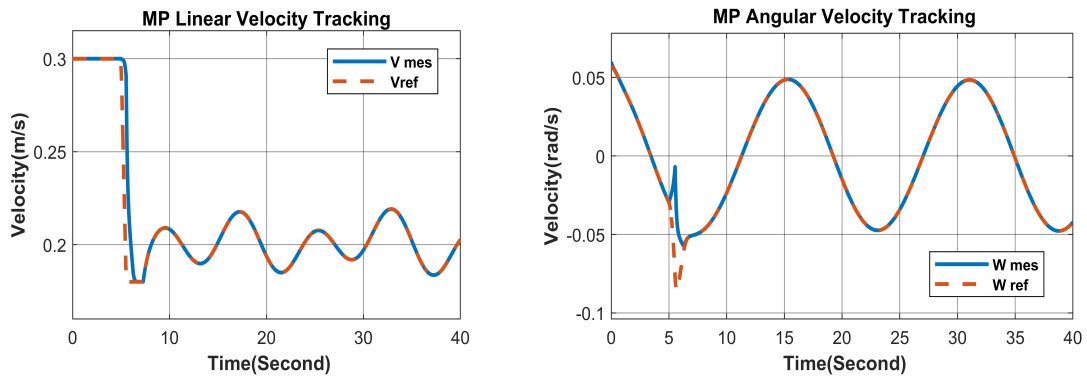 MP Linear Velocity Tracking
Velocity(m/s)
0.3
0.25
0.2
V mes
Vref
0 10 20 30 40
Time(Second)
MP Angular Velocity Tracking
Velocity(rad/s)
0.05
0
-0.05
-0.1
W mes
W ref
0 5 10 15 20 25 30 35 40
Time(Second)